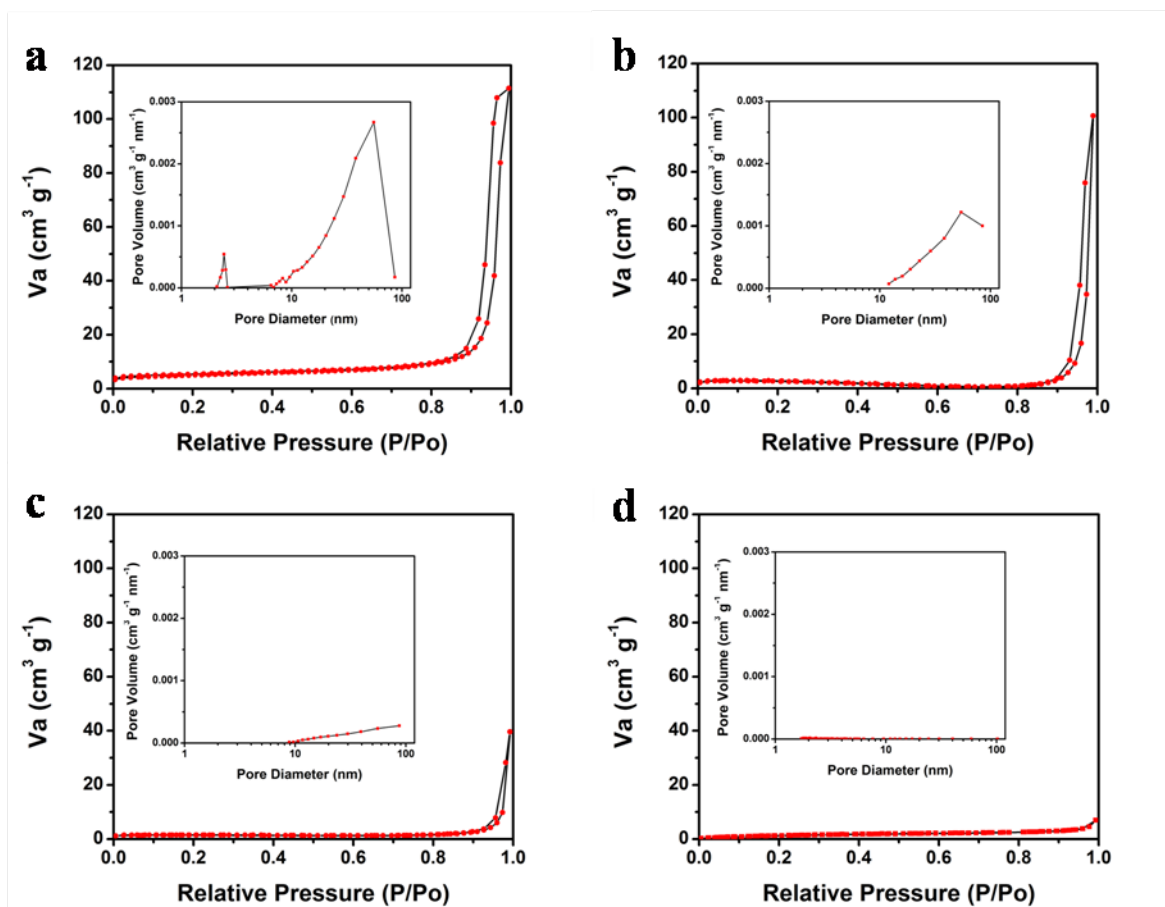 a
120
100
80
60
40
20
0
Va (cm³ g⁻¹)
0.0 0.2 0.4 0.6 0.8 1.0
Relative Pressure (P/Po)
0.003
0.002
0.001
0.000
Pore Volume (cm³ g⁻¹ nm⁻¹)
1 10 100
Pore Diameter (nm)
b
120
100
80
60
40
20
0
Va (cm³ g⁻¹)
0.0 0.2 0.4 0.6 0.8 1.0
Relative Pressure (P/Po)
0.003
0.002
0.001
0.000
Pore Volume (cm³ g⁻¹ nm⁻¹)
1 10 100
Pore Diameter (nm)
c
120
100
80
60
40
20
0
Va (cm³ g⁻¹)
0.0 0.2 0.4 0.6 0.8 1.0
Relative Pressure (P/Po)
0.003
0.002
0.001
0.000
Pore Volume (cm³ g⁻¹ nm⁻¹)
1 10 100
Pore Diameter (nm)
d
120
100
80
60
40
20
0
Va (cm³ g⁻¹)
0.0 0.2 0.4 0.6 0.8 1.0
Relative Pressure (P/Po)
0.003
0.002
0.001
0.000
Pore Volume (cm³ g⁻¹ nm⁻¹)
1 10 100
Pore Diameter (nm)